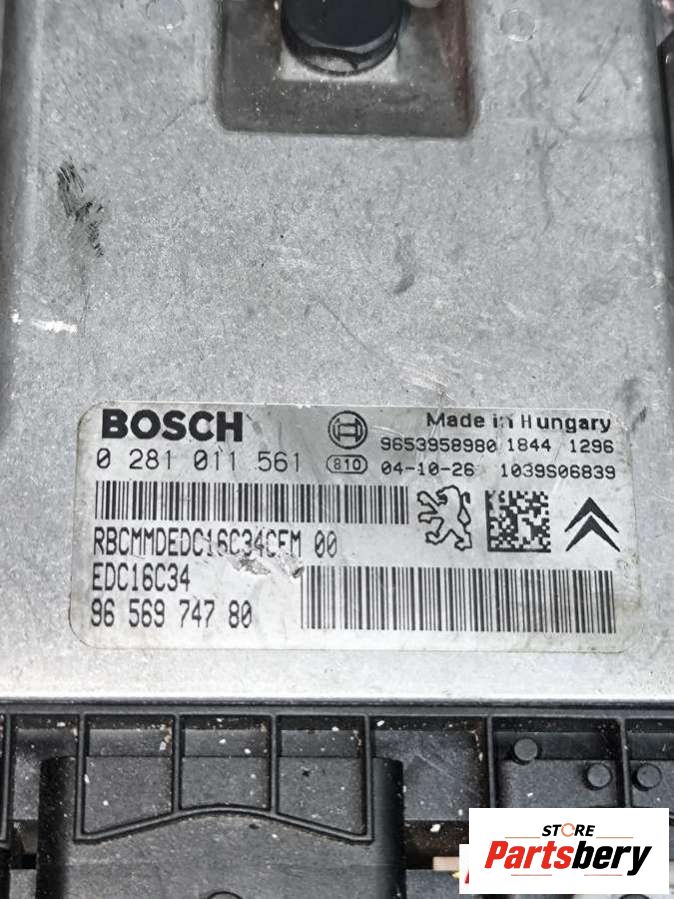 BOSCH
Made in Hungary
0 281 011 561
9653958980 1844 1296
810 04-10-26 1039S06839
RBCMMDEDC16C34CFM 00
EDC16C34
96 569 747 80
STORE
Partsbery